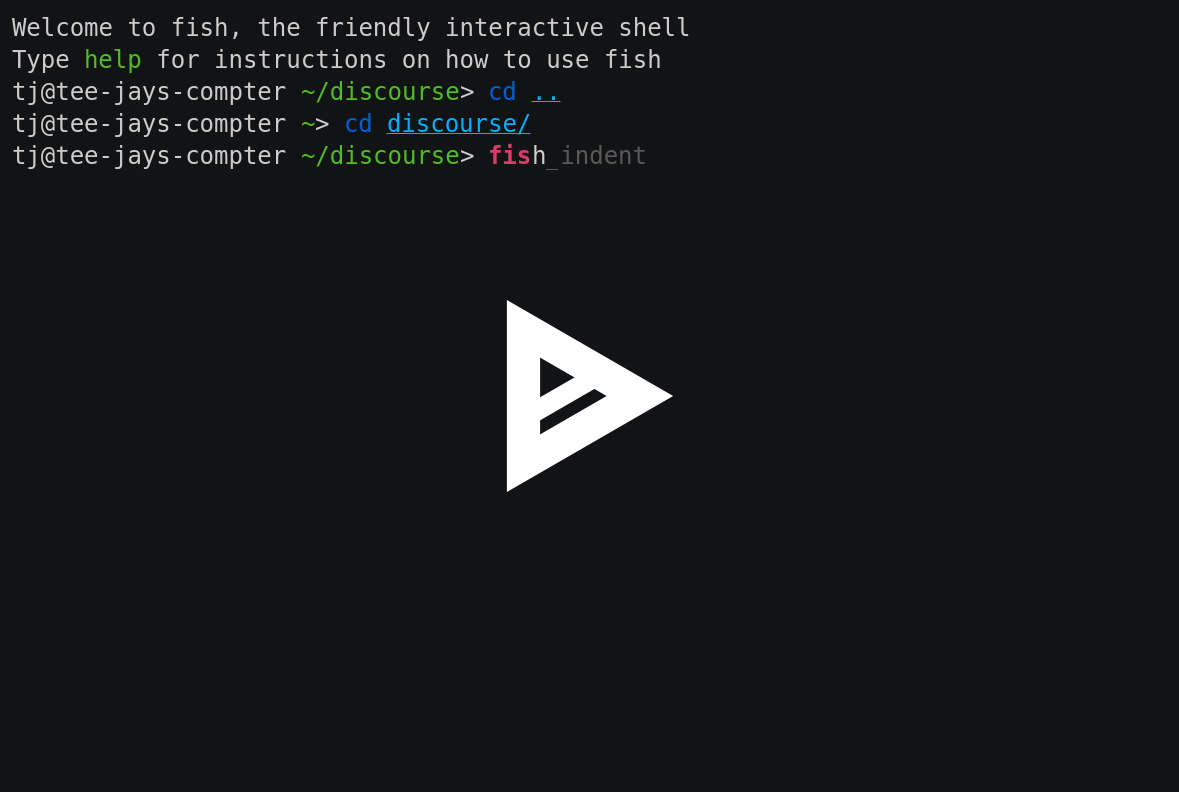 Welcome to fish, the friendly interactive shell
Type help for instructions on how to use fish
tj@tee-jays-compter ~/discourse> cd ..
tj@tee-jays-compter ~> cd discourse/
tj@tee-jays-compter ~/discourse> fish_indent